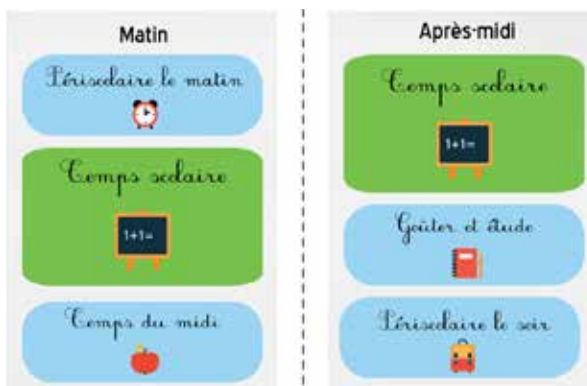 Matin
Périscolaire le matin
Temps scolaire
1+1=
Temps du midi
Après-midi
Temps scolaire
1+1=
Goûter et étude
Périscolaire le soir